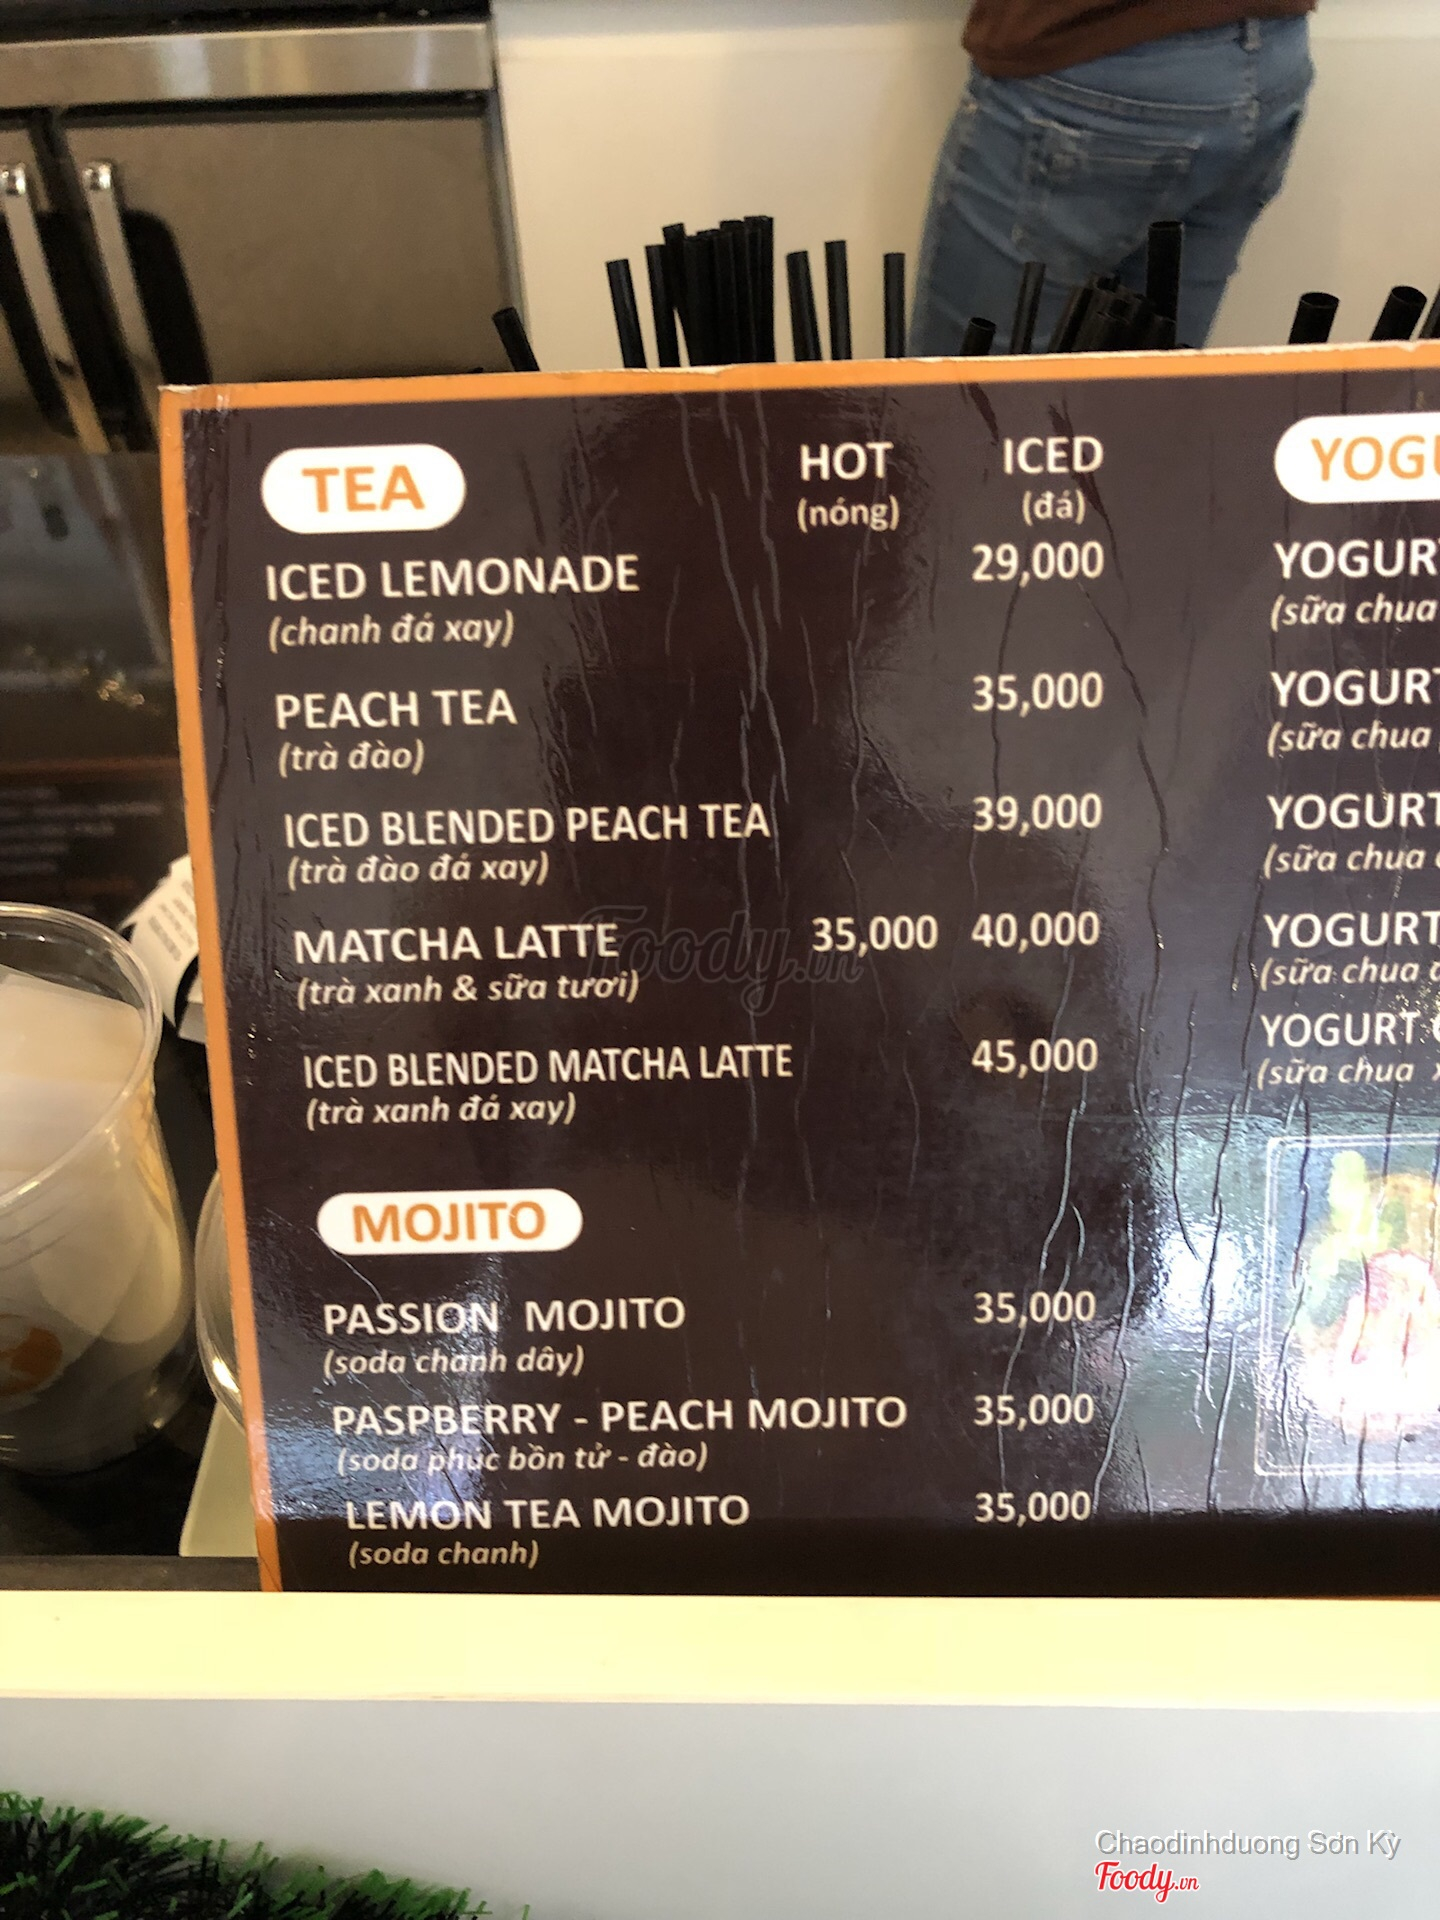 TEA HOT ICED
(nóng) (đá)
ICED LEMONADE 29,000
(chanh đá xay)
PEACH TEA 35,000
(trà đào)
ICED BLENDED PEACH TEA 39,000
(trà đào đá xay)
MATCHA LATTE 35,000 40,000
(trà xanh & sữa tươi)
ICED BLENDED MATCHA LATTE 45,000
(trà xanh đá xay)
MOJITO
PASSION MOJITO 35,000
(soda chanh dây)
PASPBERRY - PEACH MOJITO 35,000
(soda phúc bồn tử - đào)
LEMON TEA MOJITO 35,000
(soda chanh)
YOGURT
(sữa chua
YOGURT
(sữa chua
YOGURT
(sữa chua
YOGURT
(sữa chua
(sữa chua
Foody.vn
Chaodinhduong Sơn Kỳ
Foody.vn